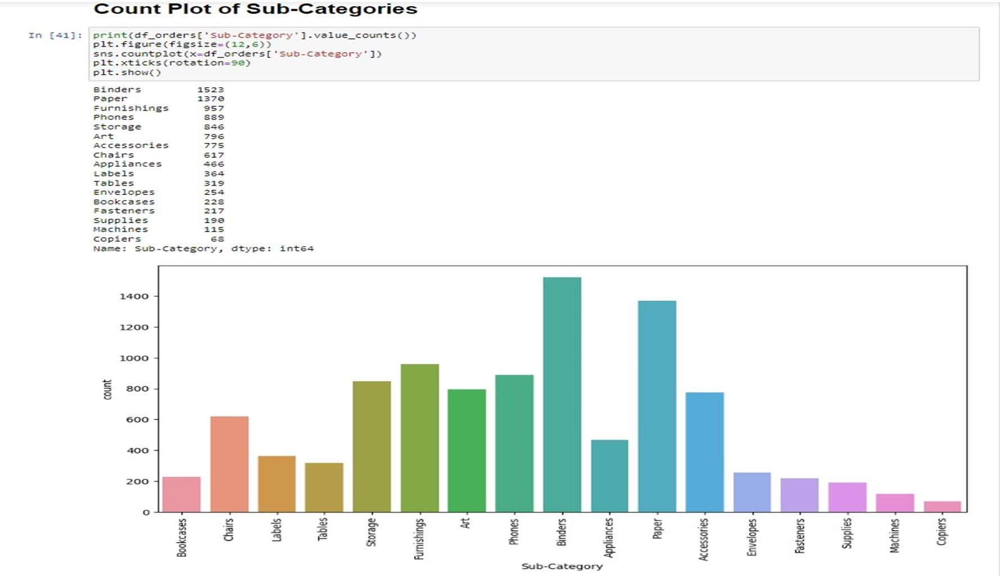 Count Plot of Sub-Categories
In [41]: print(df_orders['Sub-Category'].value_counts())
plt.figure(figsize=(12,6))
sns.countplot(x=df_orders['Sub-Category'])
plt.xticks(rotation=90)
plt.show()
Binders 1523
Paper 1370
Furnishings 957
Phones 889
Storage 846
Art 796
Accessories 775
Chairs 617
Appliances 466
Labels 364
Tables 319
Envelopes 254
Bookcases 228
Fasteners 217
Supplies 190
Machines 115
Copiers 68
Name: Sub-Category, dtype: int64
1400
1200
1000
800
600
400
200
0
count
Bookcases
Chairs
Labels
Tables
Storage
Furnishings
Art
Phones
Binders
Appliances
Paper
Accessories
Envelopes
Fasteners
Supplies
Machines
Copiers
Sub-Category